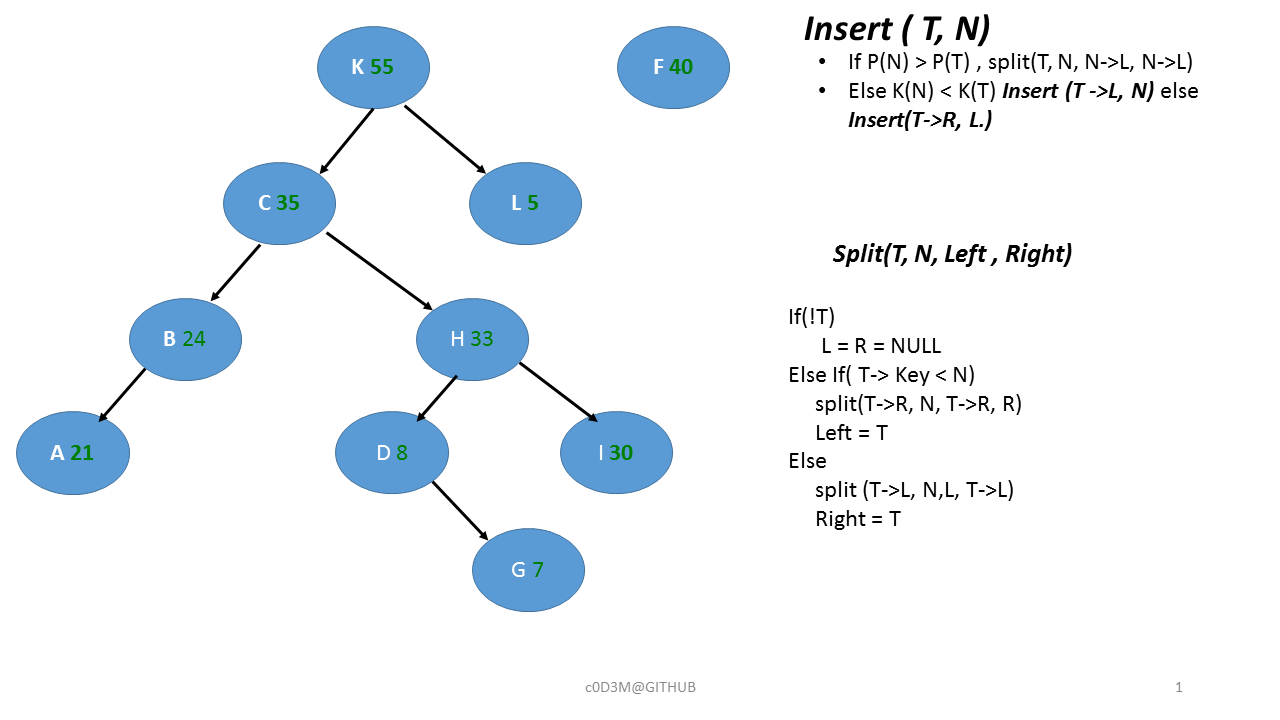 K 55
F 40
C 35
L 5
B 24
H 33
A 21
D 8
I 30
G 7
Insert ( T, N)
• If P(N) > P(T) , split(T, N, N->L, N->L)
• Else K(N) < K(T) Insert (T ->L, N) else
Insert(T->R, L.)
Split(T, N, Left , Right)
If(!T)
L = R = NULL
Else If( T-> Key < N)
split(T->R, N, T->R, R)
Left = T
Else
split (T->L, N,L, T->L)
Right = T
c0D3M@GITHUB
1